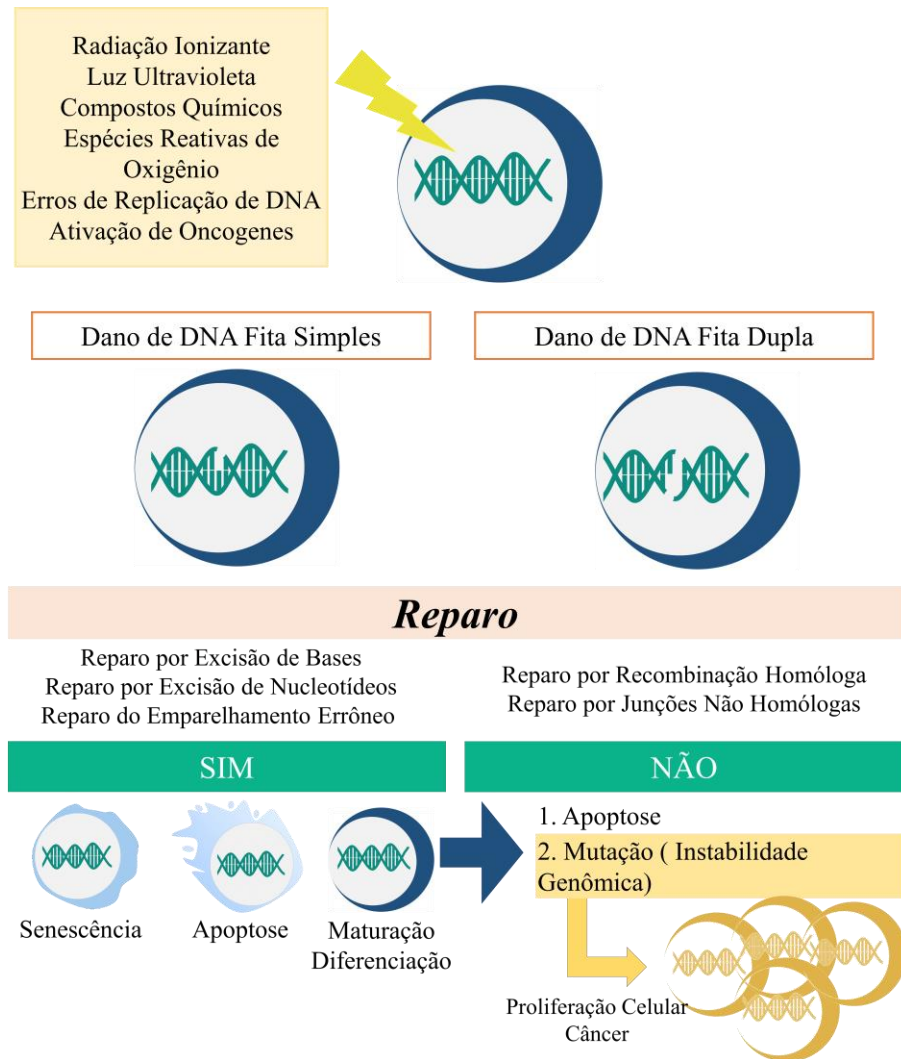 Radiação Ionizante
Luz Ultravioleta
Compostos Químicos
Espécies Reativas de
Oxigênio
Erros de Replicação de DNA
Ativação de Oncogenes
Dano de DNA Fita Simples
Dano de DNA Fita Dupla
Reparo
Reparo por Excisão de Bases
Reparo por Excisão de Nucleotídeos
Reparo do Emparelhamento Errôneo
Reparo por Recombinação Homóloga
Reparo por Junções Não Homólogas
SIM
NÃO
Senescência
Apoptose
Maturação
Diferenciação
1. Apoptose
2. Mutação ( Instabilidade
Genômica)
Proliferação Celular
Câncer